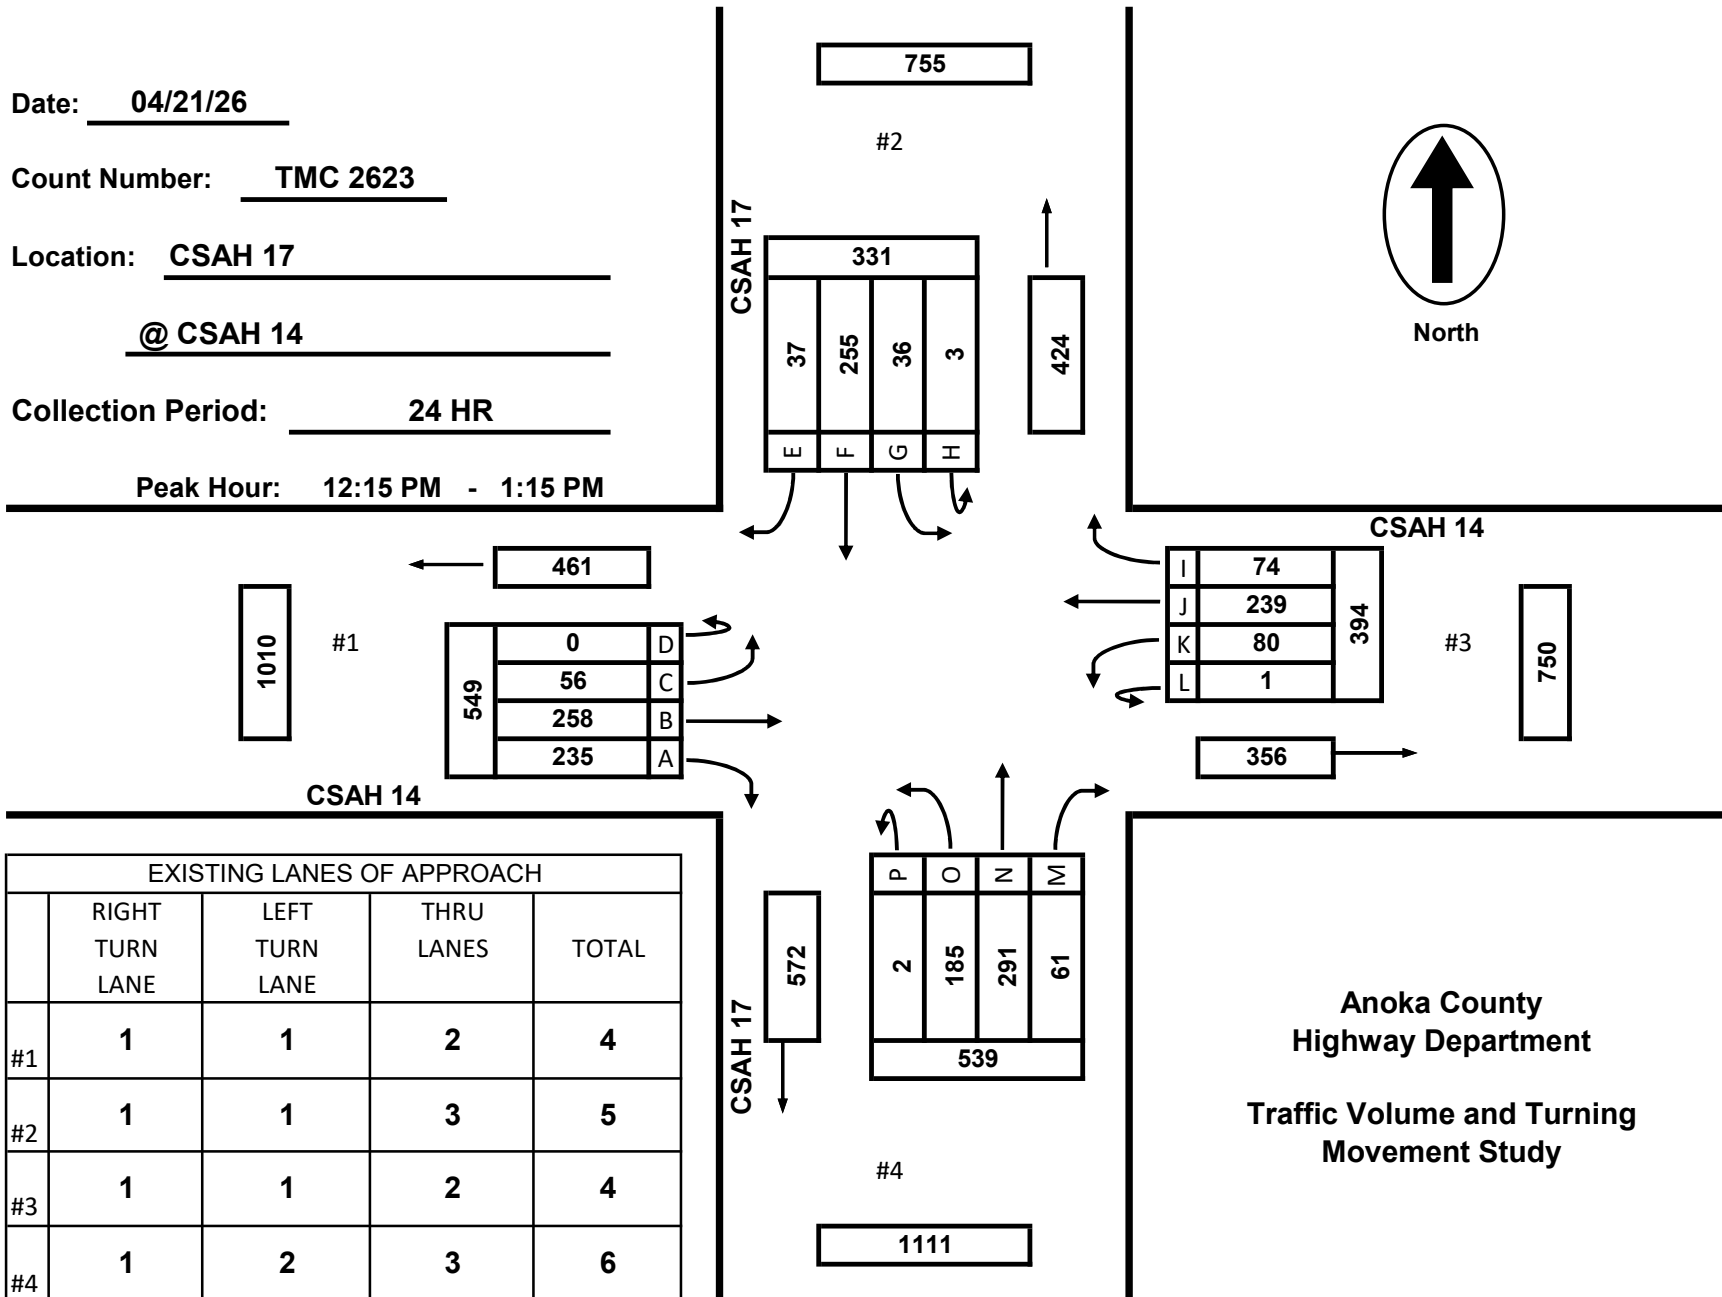 Date: 04/21/26
Count Number: TMC 2623
Location: CSAH 17
@ CSAH 14
Collection Period: 24 HR
Peak Hour: 12:15 PM - 1:15 PM
755
#2
CSAH 17
331
37 255 36 3
E F G H
424
North
CSAH 14
461
1010
#1
549
0 D
56 C
258 B
235 A
CSAH 14
I 74
J 239
K 80
L 1
394
#3
750
356
P O N M
2 185 291 61
539
572
CSAH 17
#4
1111
EXISTING LANES OF APPROACH
RIGHT TURN LANE LEFT TURN LANE THRU LANES TOTAL
#1 1 1 2 4
#2 1 1 3 5
#3 1 1 2 4
#4 1 2 3 6
Anoka County
Highway Department
Traffic Volume and Turning
Movement Study